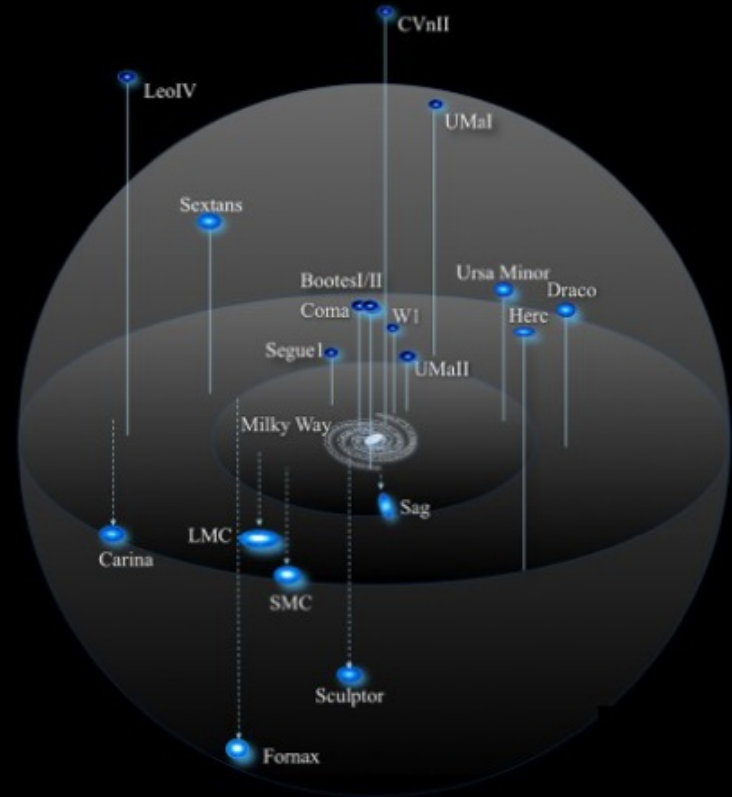 CVnII
LeoIV
UMaI
Sextans
Ursa Minor
BootesI/II
Draco
Coma
W1
Herc
Segue1
UMaII
Milky Way
Sag
LMC
Carina
SMC
Sculptor
Fornax